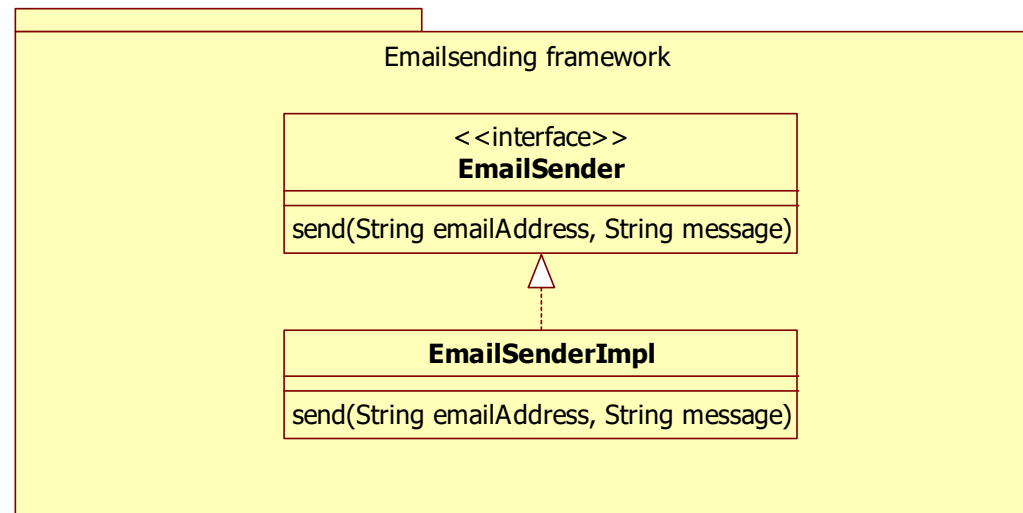 Emailsending framework
<<interface>>
EmailSender
send(String emailAddress, String message)
EmailSenderImpl
send(String emailAddress, String message)